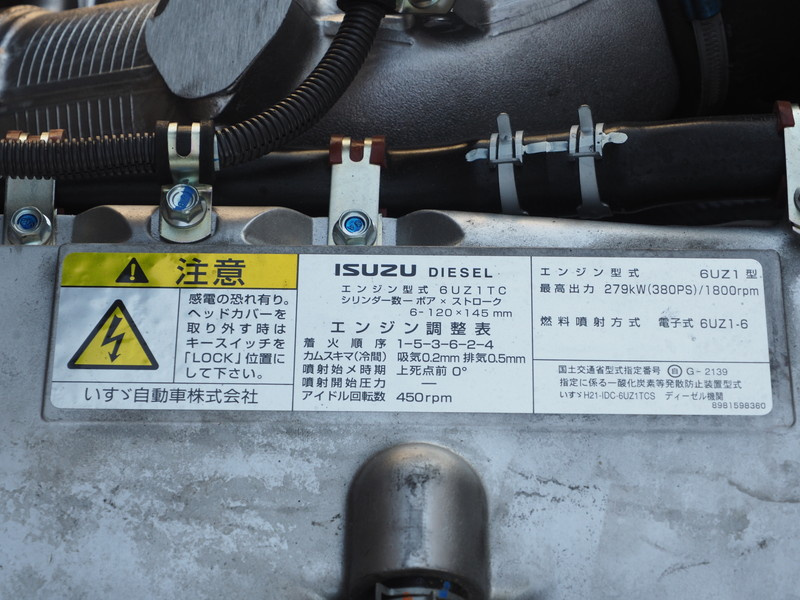 注意
感電の恐れ有り。
ヘッドカバーを
取り外す時は
キースイッチを
「LOCK」位置に
して下さい。
いすゞ自動車株式会社
ISUZU DIESEL
エンジン型式 6UZ1TC
シリンダー数－ボア×ストローク
6-120×145mm
エンジン調整表
着火順序 1-5-3-6-2-4
カムスキマ(冷間) 吸気0.2mm 排気0.5mm
噴射始メ時期 上死点前 0°
噴射開始圧力 —
アイドル回転数 450rpm
エンジン型式 6UZ1型
最高出力 279kW(380PS)/1800rpm
燃料噴射方式 電子式 6UZ1-6
国土交通省型式指定番号 自 G-2139
指定に係る一酸化炭素等発散防止装置型式
いすゞH21-IDC-6UZ1TCS ディーゼル機関
8981598360